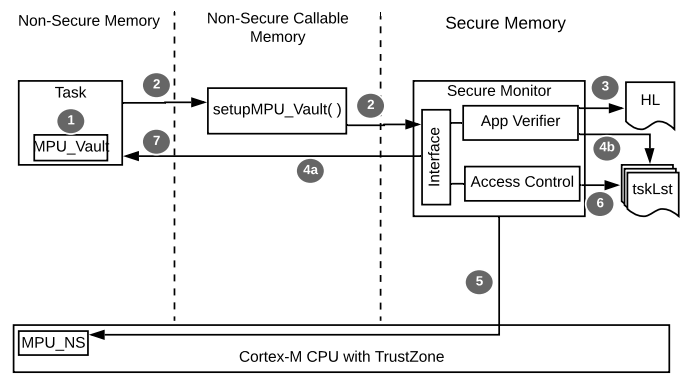 Non-Secure Memory
Non-Secure Callable
Memory
Secure Memory
Task
1
MPU_Vault
2
setupMPU_Vault( )
2
Secure Monitor
Interface
App Verifier
Access Control
3
HL
4b
tskLst
6
7
4a
5
MPU_NS
Cortex-M CPU with TrustZone